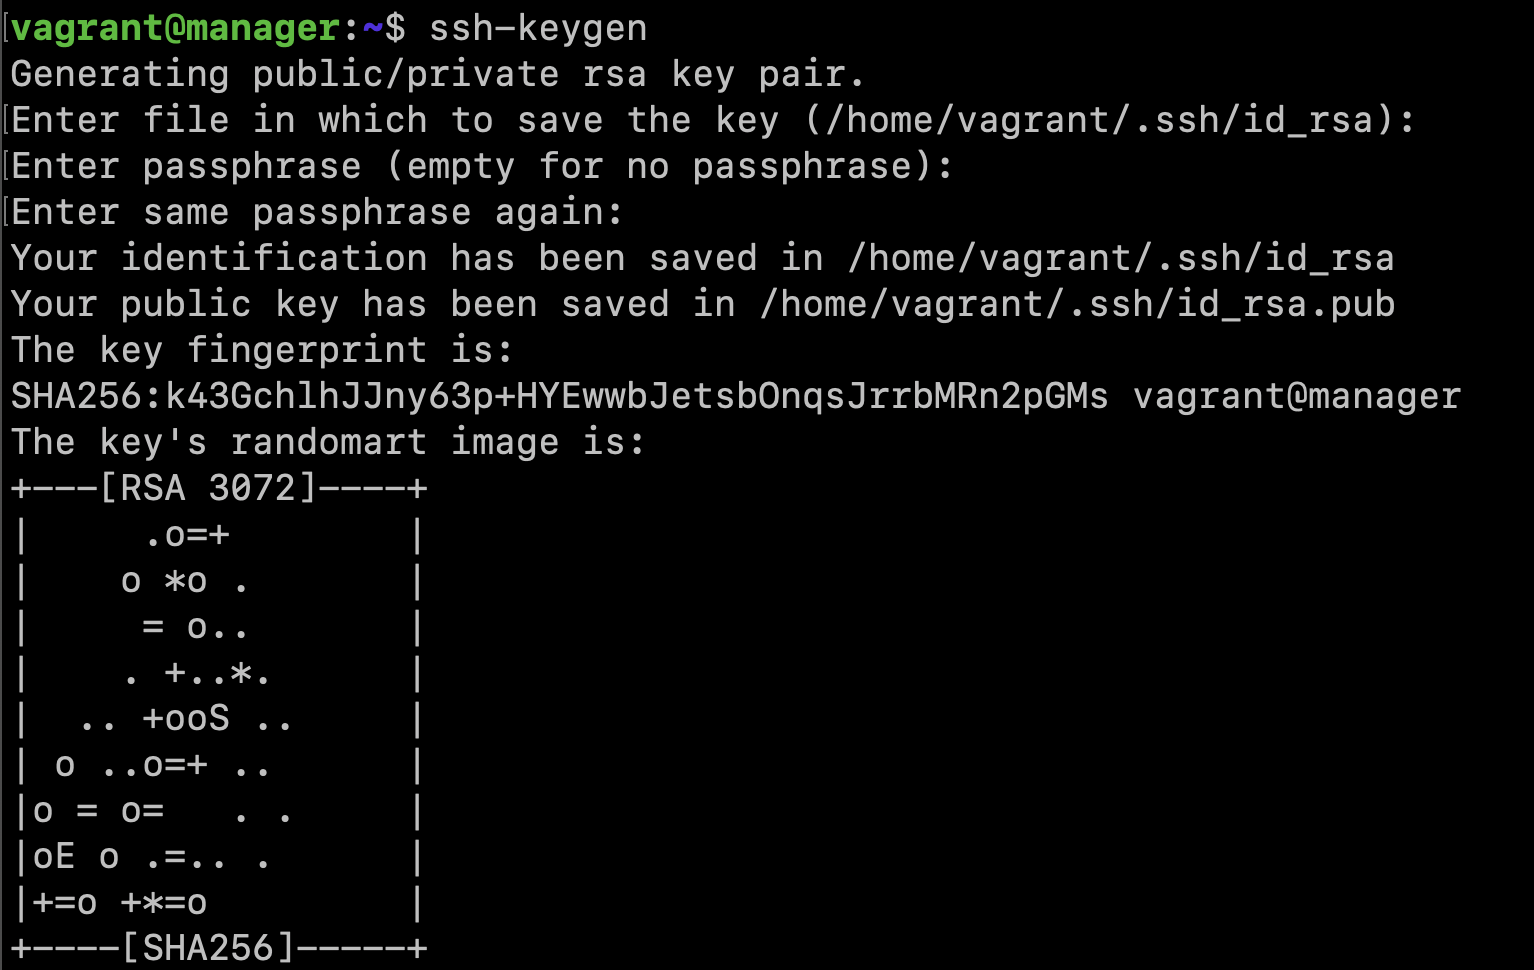 vagrant@manager:~$ ssh-keygen
Generating public/private rsa key pair.
Enter file in which to save the key (/home/vagrant/.ssh/id_rsa):
Enter passphrase (empty for no passphrase):
Enter same passphrase again:
Your identification has been saved in /home/vagrant/.ssh/id_rsa
Your public key has been saved in /home/vagrant/.ssh/id_rsa.pub
The key fingerprint is:
SHA256:k43GchlhJJny63p+HYEwwbJetsbOnqsJrrbMRn2pGMs vagrant@manager
The key's randomart image is:
+---[RSA 3072]----+
|     .o=+        |
|    o *o .       |
|     = o..       |
|    . +..*.      |
|  .. +ooS ..     |
| o ..o=+ ..      |
|o = o=   . .     |
|oE o .=.. .      |
|+=o +*=o         |
+----[SHA256]-----+